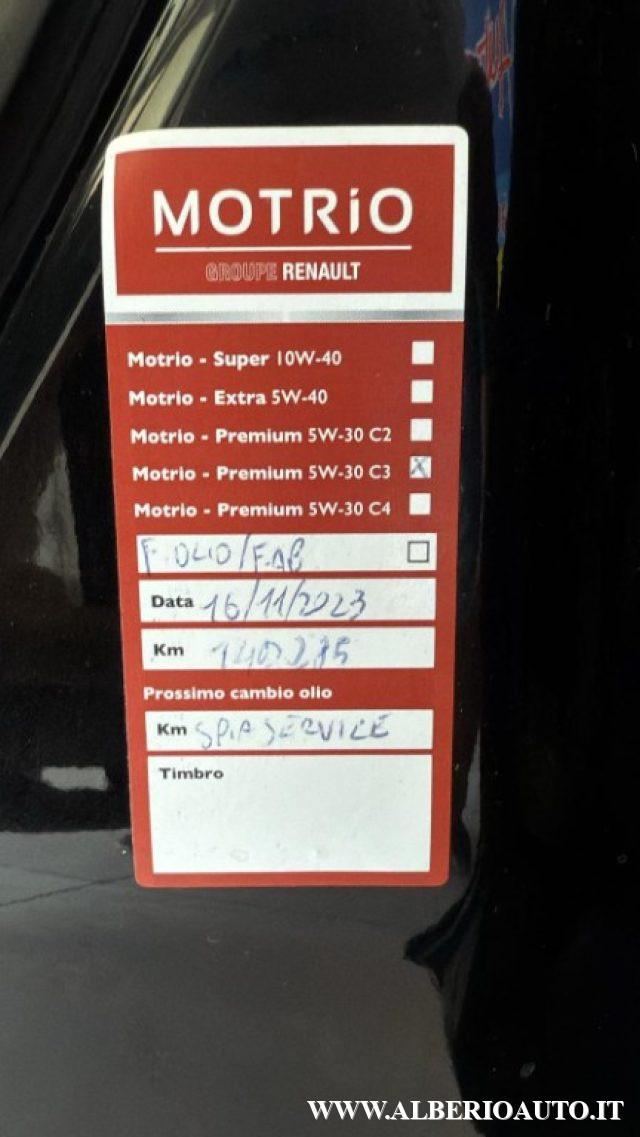 MOTRiO
GROUPE RENAULT
Motrio - Super 10W-40
Motrio - Extra 5W-40
Motrio - Premium 5W-30 C2
Motrio - Premium 5W-30 C3 X
Motrio - Premium 5W-30 C4
F. OLIO/F.AB
Data 16/11/2023
Km
Prossimo cambio olio
Km SPIA SERVICE
Timbro
WWW.ALBERIOAUTO.IT